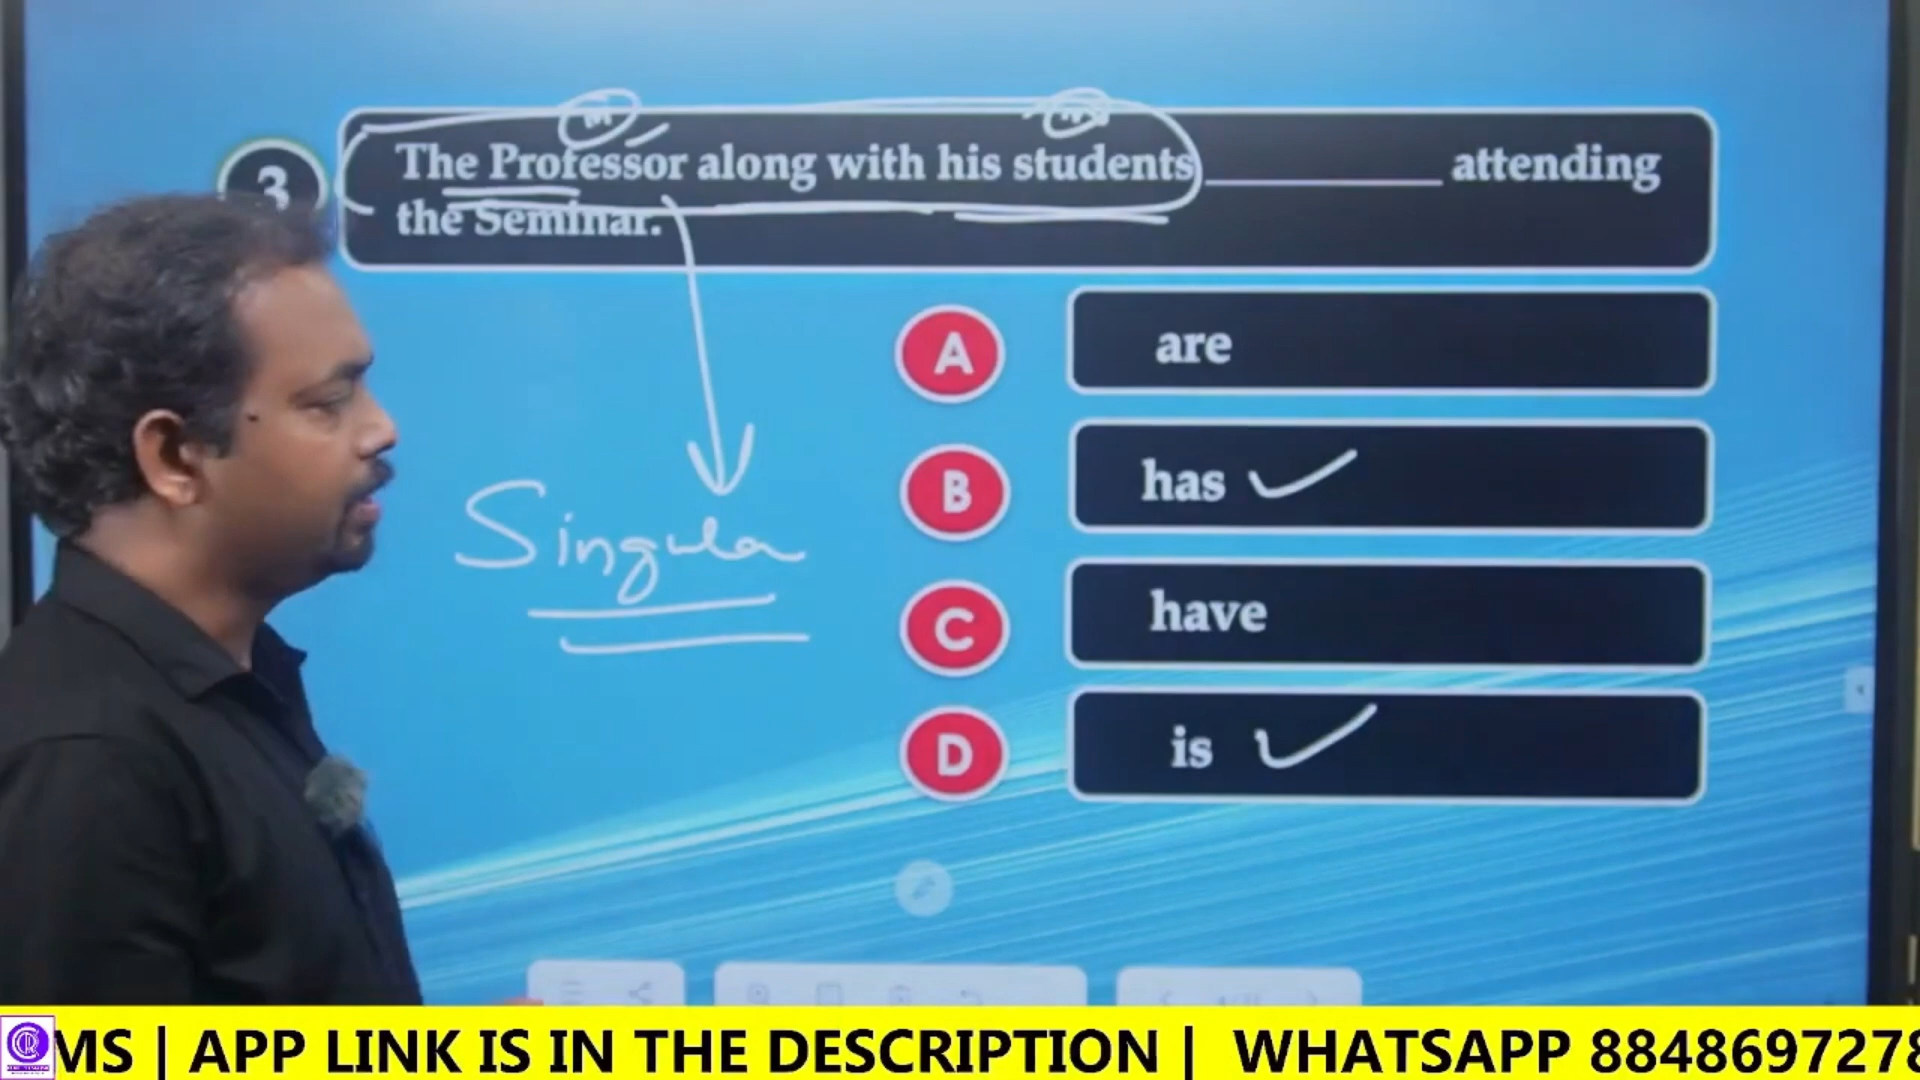 3
The Professor along with his students __________ attending
the Seminar.
A are
B has
C have
D is
Singula
MS | APP LINK IS IN THE DESCRIPTION | WHATSAPP 8848697278